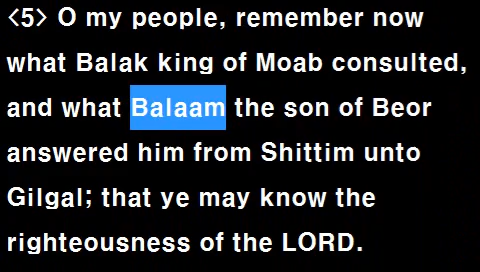 <5> O my people, remember now
what Balak king of Moab consulted,
and what Balaam the son of Beor
answered him from Shittim unto
Gilgal; that ye may know the
righteousness of the LORD.